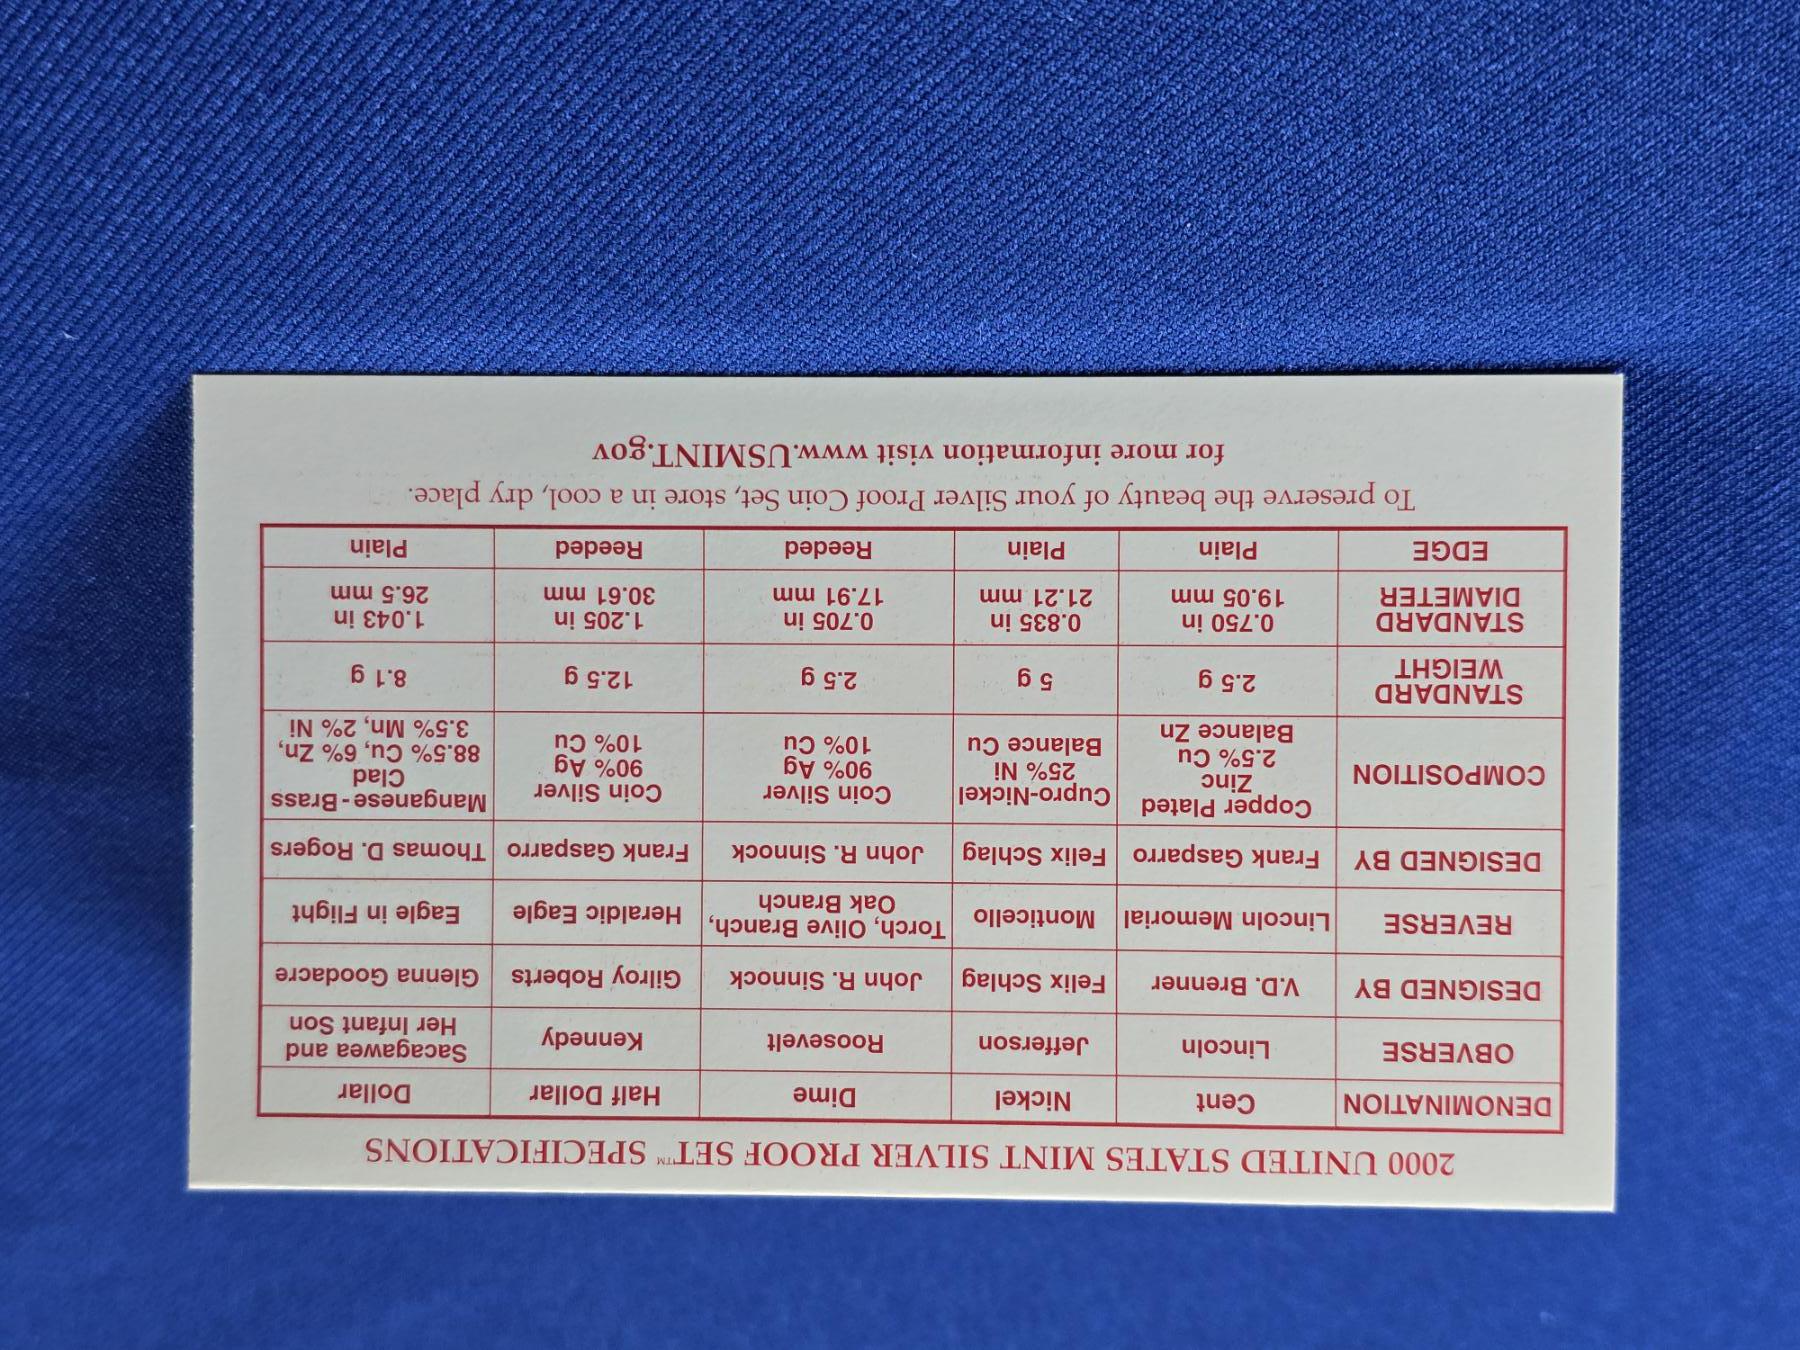 2000 UNITED STATES MINT SILVER PROOF SET™ SPECIFICATIONS
DENOMINATION Cent Nickel Dime Half Dollar Dollar
OBVERSE Lincoln Jefferson Roosevelt Kennedy Sacagawea and
Her Infant Son
DESIGNED BY V.D. Brenner Felix Schlag John R. Sinnock Gilroy Roberts Glenna Goodacre
REVERSE Lincoln Memorial Monticello Torch, Olive Branch,
Oak Branch Heraldic Eagle Eagle in Flight
DESIGNED BY Frank Gasparro Felix Schlag John R. Sinnock Frank Gasparro Thomas D. Rogers
COMPOSITION
Copper Plated
Zinc
2.5% Cu
Balance Zn
Cupro-Nickel
25% Ni
Balance Cu
Coin Silver
90% Ag
10% Cu
Coin Silver
90% Ag
10% Cu
Manganese-Brass
Clad
88.5% Cu, 6% Zn,
3.5% Mn, 2% Ni
STANDARD
WEIGHT 2.5 g 5 g 2.5 g 12.5 g 8.1 g
STANDARD 0.750 in 0.835 in 0.705 in 1.205 in 1.043 in
DIAMETER 19.05 mm 21.21 mm 17.91 mm 30.61 mm 26.5 mm
EDGE Plain Plain Reeded Reeded Plain
To preserve the beauty of your Silver Proof Coin Set, store in a cool, dry place.
for more information visit www.USMINT.gov